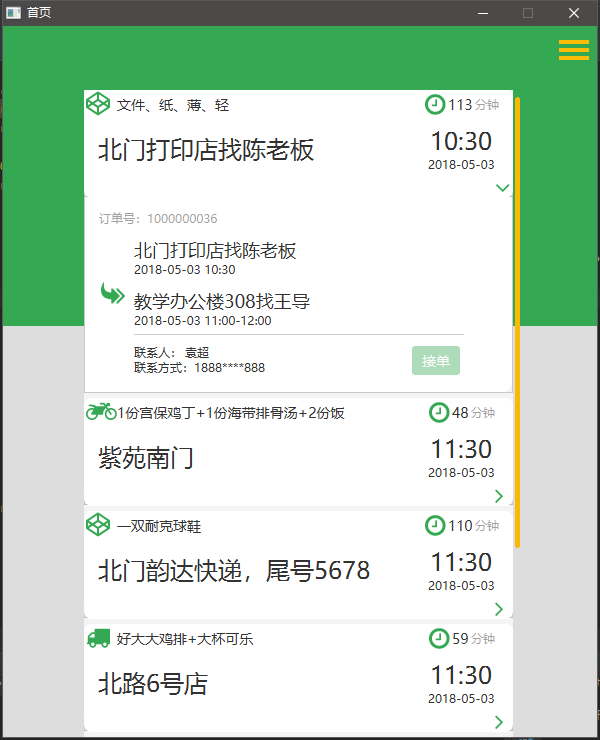 首页
文件、纸、薄、轻
113 分钟
北门打印店找陈老板
10:30
2018-05-03
订单号：1000000036
北门打印店找陈老板
2018-05-03 10:30
教学办公楼308找王导
2018-05-03 11:00-12:00
联系人： 袁超
联系方式：1888****888
接单
1份宫保鸡丁+1份海带排骨汤+2份饭
48 分钟
紫苑南门
11:30
2018-05-03
一双耐克球鞋
110 分钟
北门韵达快递，尾号5678
11:30
2018-05-03
好大大鸡排+大杯可乐
59 分钟
北路6号店
11:30
2018-05-03